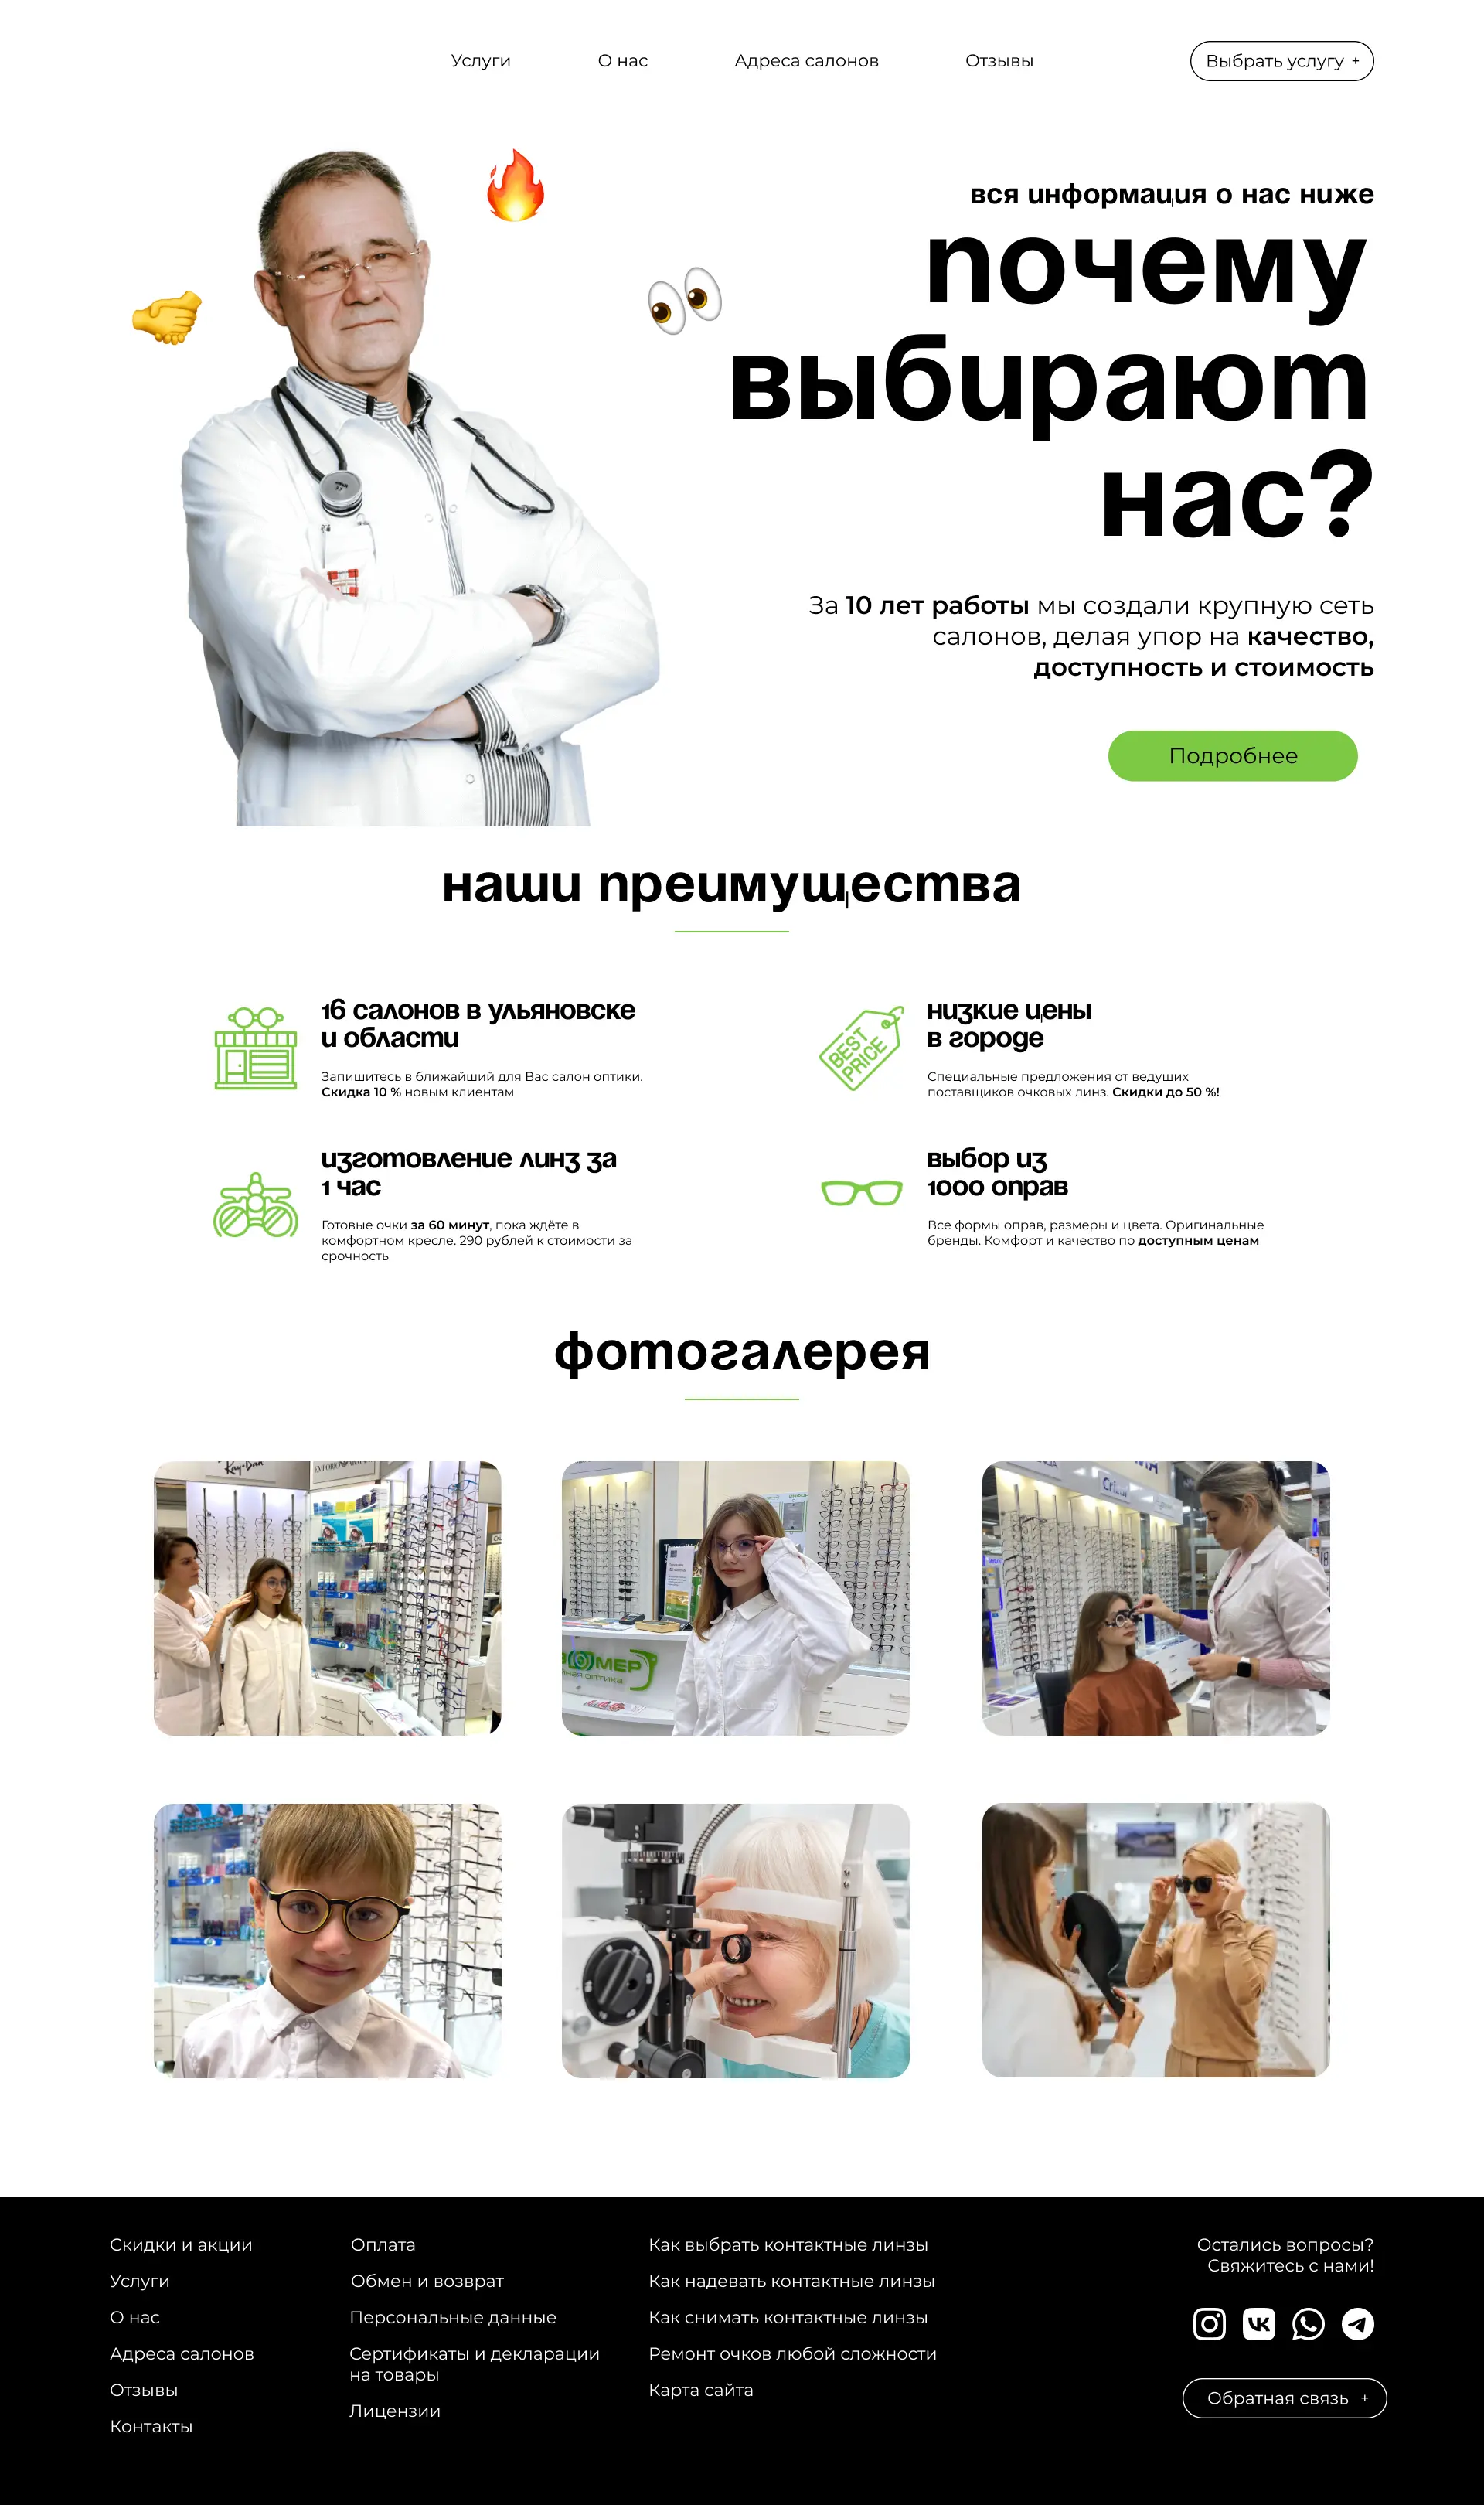 Услуги
О нас
Адреса салонов
Отзывы
Выбрать услугу +
вся информация о нас ниже
почему
выбирают
нас?
За 10 лет работы мы создали крупную сеть
салонов, делая упор на качество,
доступность и стоимость
Подробнее
наши преимущества
16 салонов в ульяновске
и области
Запишитесь в ближайший для Вас салон оптики.
Скидка 10 % новым клиентам
BEST
PRICE
низкие цены
в городе
Специальные предложения от ведущих
поставщиков очковых линз. Скидки до 50 %!
изготовление линз за
1 час
Готовые очки за 60 минут, пока ждёте в
комфортном кресле. 290 рублей к стоимости за
срочность
выбор из
1000 оправ
Все формы оправ, размеры и цвета. Оригинальные
бренды. Комфорт и качество по доступным ценам
фотогалерея
Ray-Ban
Скидки и акции
Услуги
О нас
Адреса салонов
Отзывы
Контакты
Оплата
Обмен и возврат
Персональные данные
Сертификаты и декларации
на товары
Лицензии
Как выбрать контактные линзы
Как надевать контактные линзы
Как снимать контактные линзы
Ремонт очков любой сложности
Карта сайта
Остались вопросы?
Свяжитесь с нами!
Обратная связь +